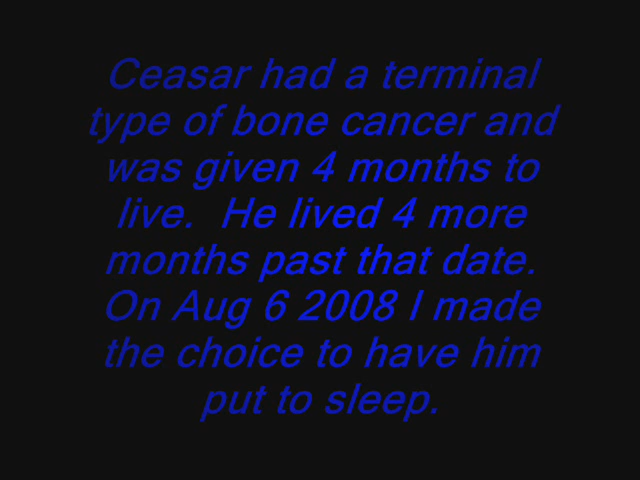 Ceasar had a terminal
type of bone cancer and
was given 4 months to
live.  He lived 4 more
months past that date.
On Aug 6 2008 I made
the choice to have him
put to sleep.